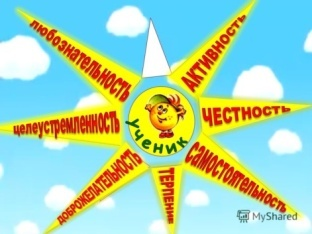 любознательность
АКТИВНОСТЬ
целеустремленность
ЧЕСТНОСТЬ
ученик
ДОБРОЖЕЛАТЕЛЬНОСТЬ
ТЕРПЕНИЕ
САМОСТОЯТЕЛЬНОСТЬ
MyShared